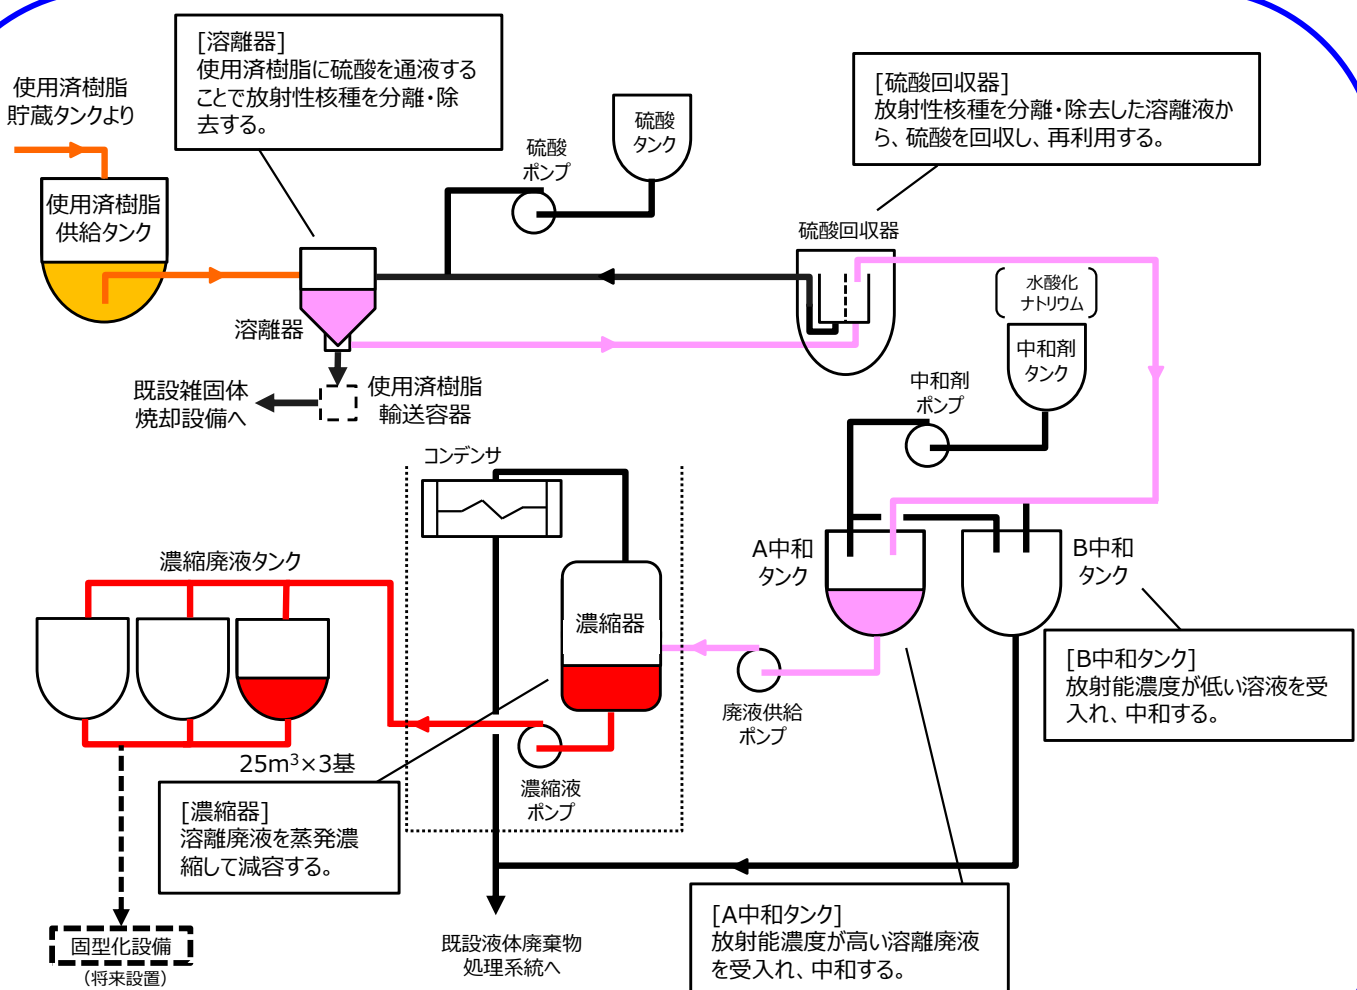 [溶離器]
使用済樹脂に硫酸を通液する
ことで放射性核種を分離・除
去する。
使用済樹脂
貯蔵タンクより
使用済樹脂
供給タンク
硫酸
タンク
硫酸
ポンプ
[硫酸回収器]
放射性核種を分離・除去した溶離液か
ら、硫酸を回収し、再利用する。
硫酸回収器
水酸化
ナトリウム
中和剤
タンク
中和剤
ポンプ
溶離器
既設雑固体
焼却設備へ
使用済樹脂
輸送容器
コンデンサ
濃縮廃液タンク
濃縮器
A中和
タンク
B中和
タンク
[B中和タンク]
放射能濃度が低い溶液を受
入れ、中和する。
廃液供給
ポンプ
25m³×3基
濃縮液
ポンプ
[濃縮器]
溶離廃液を蒸発濃
縮して減容する。
[A中和タンク]
放射能濃度が高い溶離廃液
を受入れ、中和する。
固型化設備
(将来設置)
既設液体廃棄物
処理系統へ